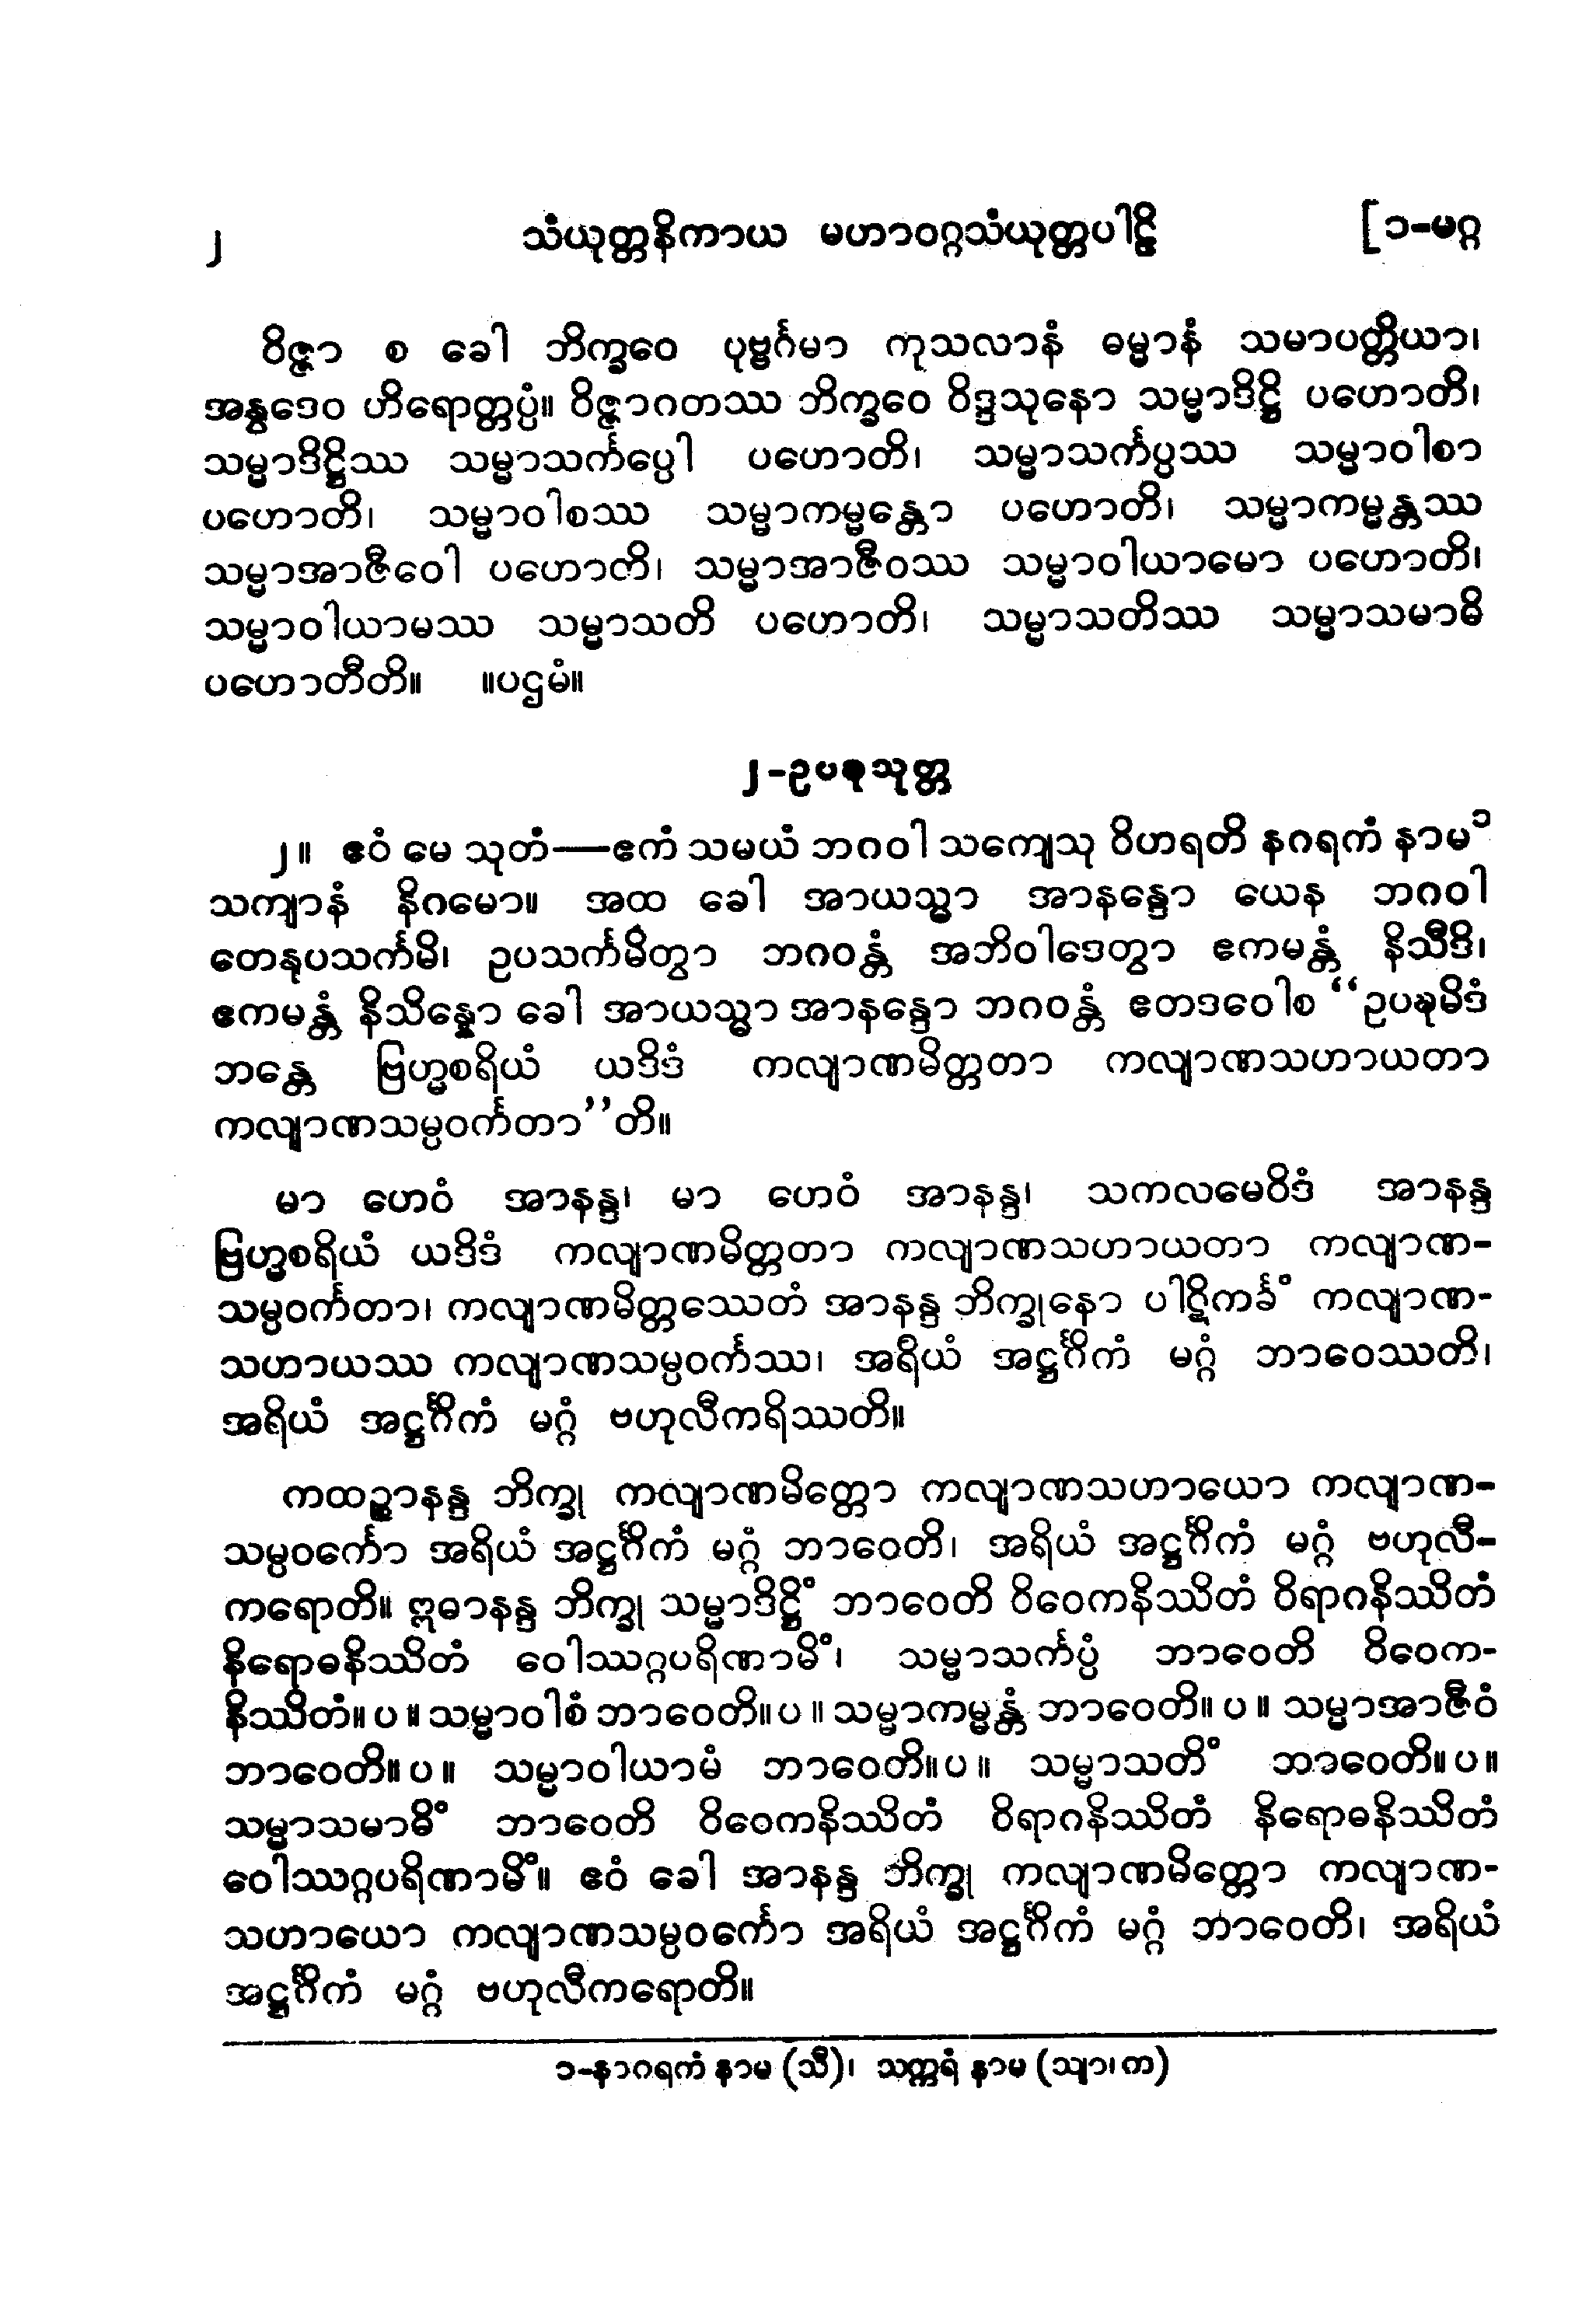 ၂ သံယုတ္တနိကာယ မဟာဝဂ္ဂသံယုတ္တပါဠိ [၁-မဂ္ဂ
ဝိဇ္ဇာ စ ခေါ ဘိက္ခဝေ ပုဗ္ဗင်္ဂမာ ကုသလာနံ ဓမ္မာနံ သမာပတ္တိယာ၊
အနွဒေဝ ဟိရောတ္တပ္ပံ။ ဝိဇ္ဇာဂတဿ ဘိက္ခဝေ ဝိဒ္ဒသုနော သမ္မာဒိဋ္ဌိ ပဟောတိ၊
သမ္မာဒိဋ္ဌိဿ သမ္မာသင်္ကပ္ပေါ ပဟောတိ၊ သမ္မာသင်္ကပ္ပဿ သမ္မာဝါစာ
ပဟောတိ၊ သမ္မာဝါစဿ သမ္မာကမ္မန္တော ပဟောတိ၊ သမ္မာကမ္မန္တဿ
သမ္မာအာဇီဝေါ ပဟောတိ၊ သမ္မာအာဇီဝဿ သမ္မာဝါယာမော ပဟောတိ၊
သမ္မာဝါယာမဿ သမ္မာသတိ ပဟောတိ၊ သမ္မာသတိဿ သမ္မာသမာဓိ
ပဟောတီတိ။ ။ပဌမံ။
၂-ဥပဍ္ဎသုတ္တ
၂။ ဧဝံ မေ သုတံ—ဧကံ သမယံ ဘဂဝါ သကျေသု ဝိဟရတိ နဂရကံ နာမ ၁
သကျာနံ နိဂမော။ အထ ခေါ အာယသ္မာ အာနန္ဒော ယေန ဘဂဝါ
တေနုပသင်္ကမိ၊ ဥပသင်္ကမိတွာ ဘဂဝန္တံ အဘိဝါဒေတွာ ဧကမန္တံ နိသီဒိ၊
ဧကမန္တံ နိသိန္နော ခေါ အာယသ္မာ အာနန္ဒော ဘဂဝန္တံ ဧတဒဝေါစ “ဥပဍ္ဎမိဒံ
ဘန္တေ ဗြဟ္မစရိယံ ယဒိဒံ ကလျာဏမိတ္တတာ ကလျာဏသဟာယတာ
ကလျာဏသမ္ပဝင်္ကတာ”တိ။
မာ ဟေဝံ အာနန္ဒ၊ မာ ဟေဝံ အာနန္ဒ၊ သကလမေဝိဒံ အာနန္ဒ
ဗြဟ္မစရိယံ ယဒိဒံ ကလျာဏမိတ္တတာ ကလျာဏသဟာယတာ ကလျာဏ-
သမ္ပဝင်္ကတာ၊ ကလျာဏမိတ္တဿေတံ အာနန္ဒ ဘိက္ခုနော ပါဋိကင်္ခံ ကလျာဏ-
သဟာယဿ ကလျာဏသမ္ပဝင်္ကဿ၊ အရိယံ အဋ္ဌင်္ဂိကံ မဂ္ဂံ ဘာဝေဿတိ၊
အရိယံ အဋ္ဌင်္ဂိကံ မဂ္ဂံ ဗဟုလီကရိဿတိ။
ကထဉ္စာနန္ဒ ဘိက္ခု ကလျာဏမိတ္တော ကလျာဏသဟာယော ကလျာဏ-
သမ္ပဝင်္ကော အရိယံ အဋ္ဌင်္ဂိကံ မဂ္ဂံ ဘာဝေတိ၊ အရိယံ အဋ္ဌင်္ဂိကံ မဂ္ဂံ ဗဟုလီ-
ကရောတိ။ ဣဓာနန္ဒ ဘိက္ခု သမ္မာဒိဋ္ဌိံ ဘာဝေတိ ဝိဝေကနိဿိတံ ဝိရာဂနိဿိတံ
နိရောဓနိဿိတံ ဝေါဿဂ္ဂပရိဏာမိံ၊ သမ္မာသင်္ကပ္ပံ ဘာဝေတိ ဝိဝေက-
နိဿိတံ။ ပ ။ သမ္မာဝါစံ ဘာဝေတိ။ ပ ။ သမ္မာကမ္မန္တံ ဘာဝေတိ။ ပ ။ သမ္မာအာဇီဝံ
ဘာဝေတိ။ ပ ။ သမ္မာဝါယာမံ ဘာဝေတိ။ ပ ။ သမ္မာသတိံ ဘာဝေတိ။ ပ ။
သမ္မာသမာဓိံ ဘာဝေတိ ဝိဝေကနိဿိတံ ဝိရာဂနိဿိတံ နိရောဓနိဿိတံ
ဝေါဿဂ္ဂပရိဏာမိံ။ ဧဝံ ခေါ အာနန္ဒ ဘိက္ခု ကလျာဏမိတ္တော ကလျာဏ-
သဟာယော ကလျာဏသမ္ပဝင်္ကော အရိယံ အဋ္ဌင်္ဂိကံ မဂ္ဂံ ဘာဝေတိ၊ အရိယံ
အဋ္ဌင်္ဂိကံ မဂ္ဂံ ဗဟုလီကရောတိ။
၁-နာဂရကံ နာမ (သီ)၊ သက္ကရံ နာမ (သျာ၊ က)